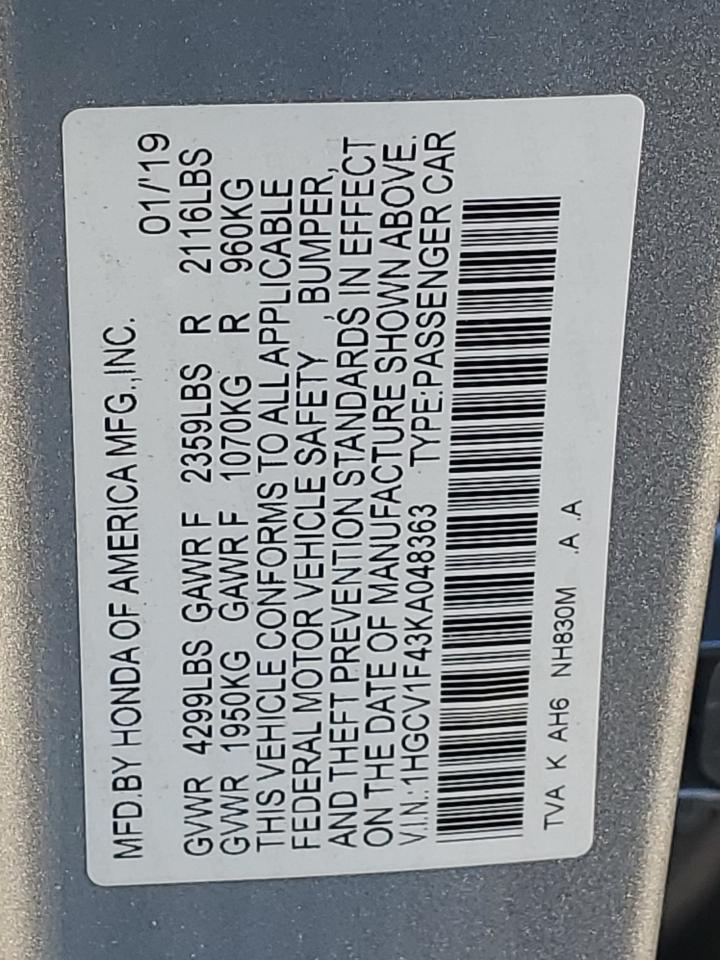 MFD.BY HONDA OF AMERICA MFG.,INC. 01/'19
GVWR 4299LBS GAWR F 2359LBS R 2116LBS
GVWR 1950KG GAWR F 1070KG R 960KG
THIS VEHICLE CONFORMS TO ALL APPLICABLE
FEDERAL MOTOR VEHICLE SAFETY , BUMPER,
AND THEFT PREVENTION STANDARDS IN EFFECT
ON THE DATE OF MANUFACTURE SHOWN ABOVE.
V.I.N.:1HGCV1F43KA048363 TYPE:PASSENGER CAR
TVA K AH6 NH830M .A .A